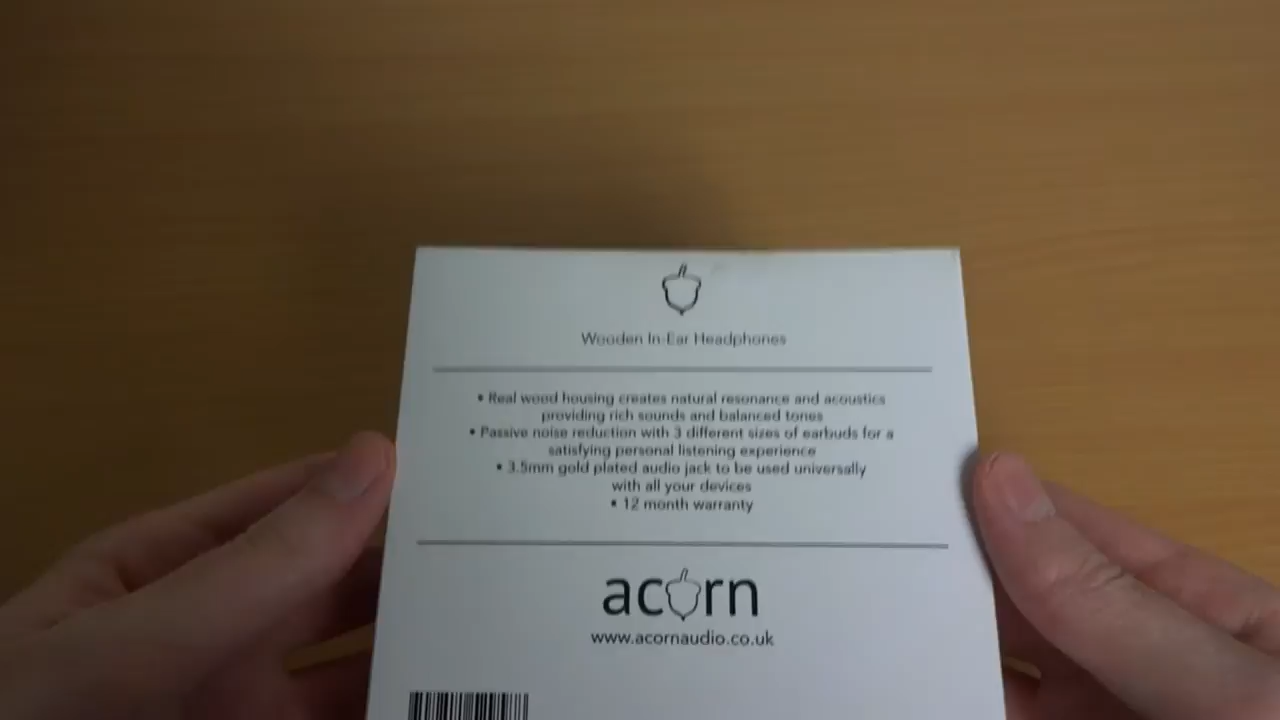 Wooden In-Ear Headphones
• Real wood housing creates natural resonance and acoustics
providing rich sounds and balanced tones
• Passive noise reduction with 3 different sizes of earbuds for a
satisfying personal listening experience
• 3.5mm gold plated audio jack to be used universally
with all your devices
• 12 month warranty
acorn
www.acornaudio.co.uk